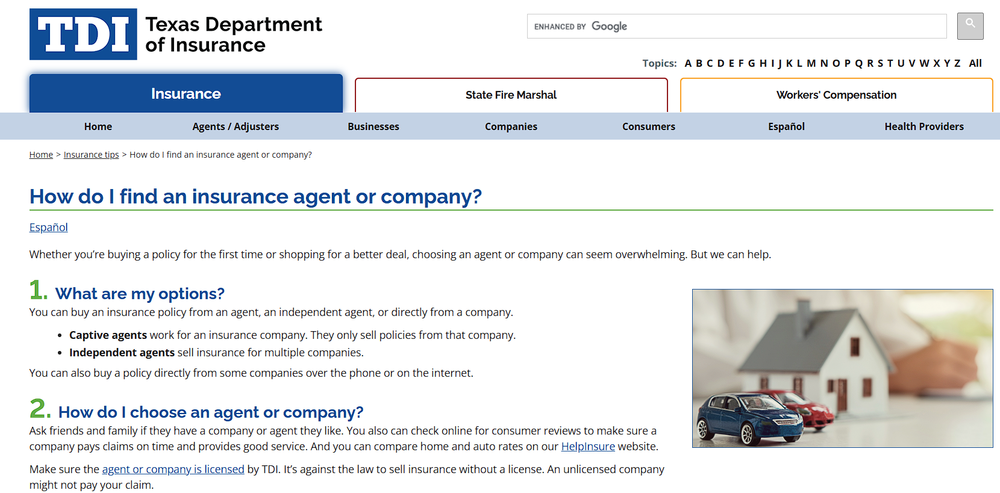 TDI Texas Department
of Insurance
ENHANCED BY Google
Topics: A B C D E F G H I J K L M N O P Q R S T U V W X Y Z All
Insurance
State Fire Marshal
Workers' Compensation
Home Agents / Adjusters Businesses Companies Consumers Español Health Providers
Home > Insurance tips > How do I find an insurance agent or company?
How do I find an insurance agent or company?
Español
Whether you’re buying a policy for the first time or shopping for a better deal, choosing an agent or company can seem overwhelming. But we can help.
1. What are my options?
You can buy an insurance policy from an agent, an independent agent, or directly from a company.
• Captive agents work for an insurance company. They only sell policies from that company.
• Independent agents sell insurance for multiple companies.
You can also buy a policy directly from some companies over the phone or on the internet.
2. How do I choose an agent or company?
Ask friends and family if they have a company or agent they like. You also can check online for consumer reviews to make sure a
company pays claims on time and provides good service. And you can compare home and auto rates on our HelpInsure website.
Make sure the agent or company is licensed by TDI. It’s against the law to sell insurance without a license. An unlicensed company
might not pay your claim.